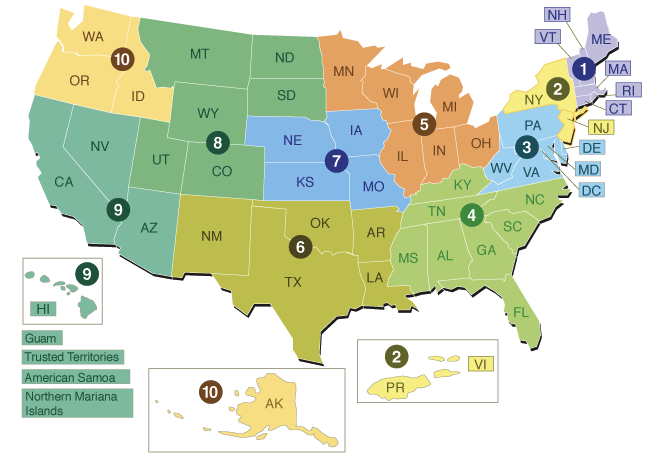 NH
VT
ME
1
MA
RI
CT
WA
10
OR
ID
MT
ND
SD
MN
WI
MI
5
IL
IN
OH
2
NY
NJ
PA
3
DE
MD
DC
WV
VA
WY
8
UT
CO
NE
IA
7
KS
MO
NV
CA
9
AZ
NM
OK
6
TX
AR
LA
KY
TN
4
NC
SC
MS
AL
GA
FL
9
HI
Guam
Trusted Territories
American Samoa
Northern Mariana
Islands
10
AK
2
PR
VI